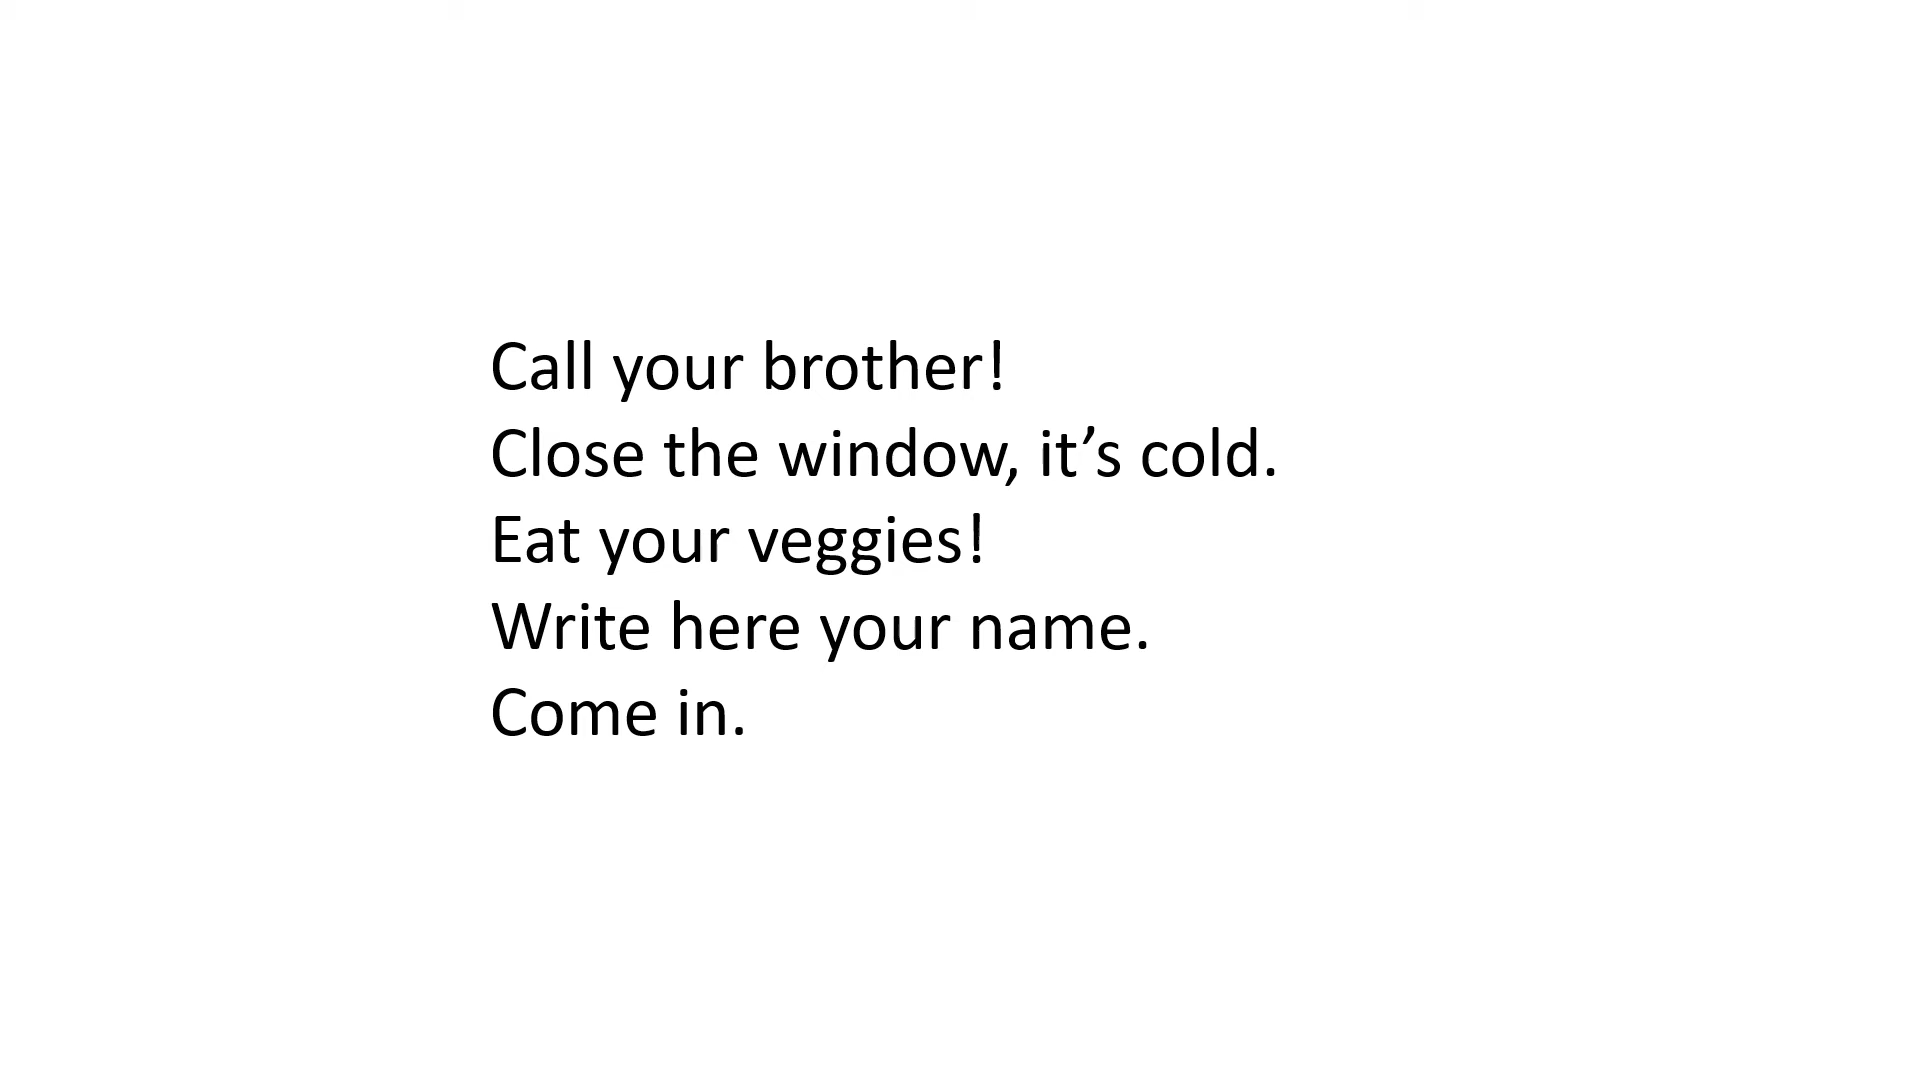 Call your brother!
Close the window, it’s cold.
Eat your veggies!
Write here your name.
Come in.